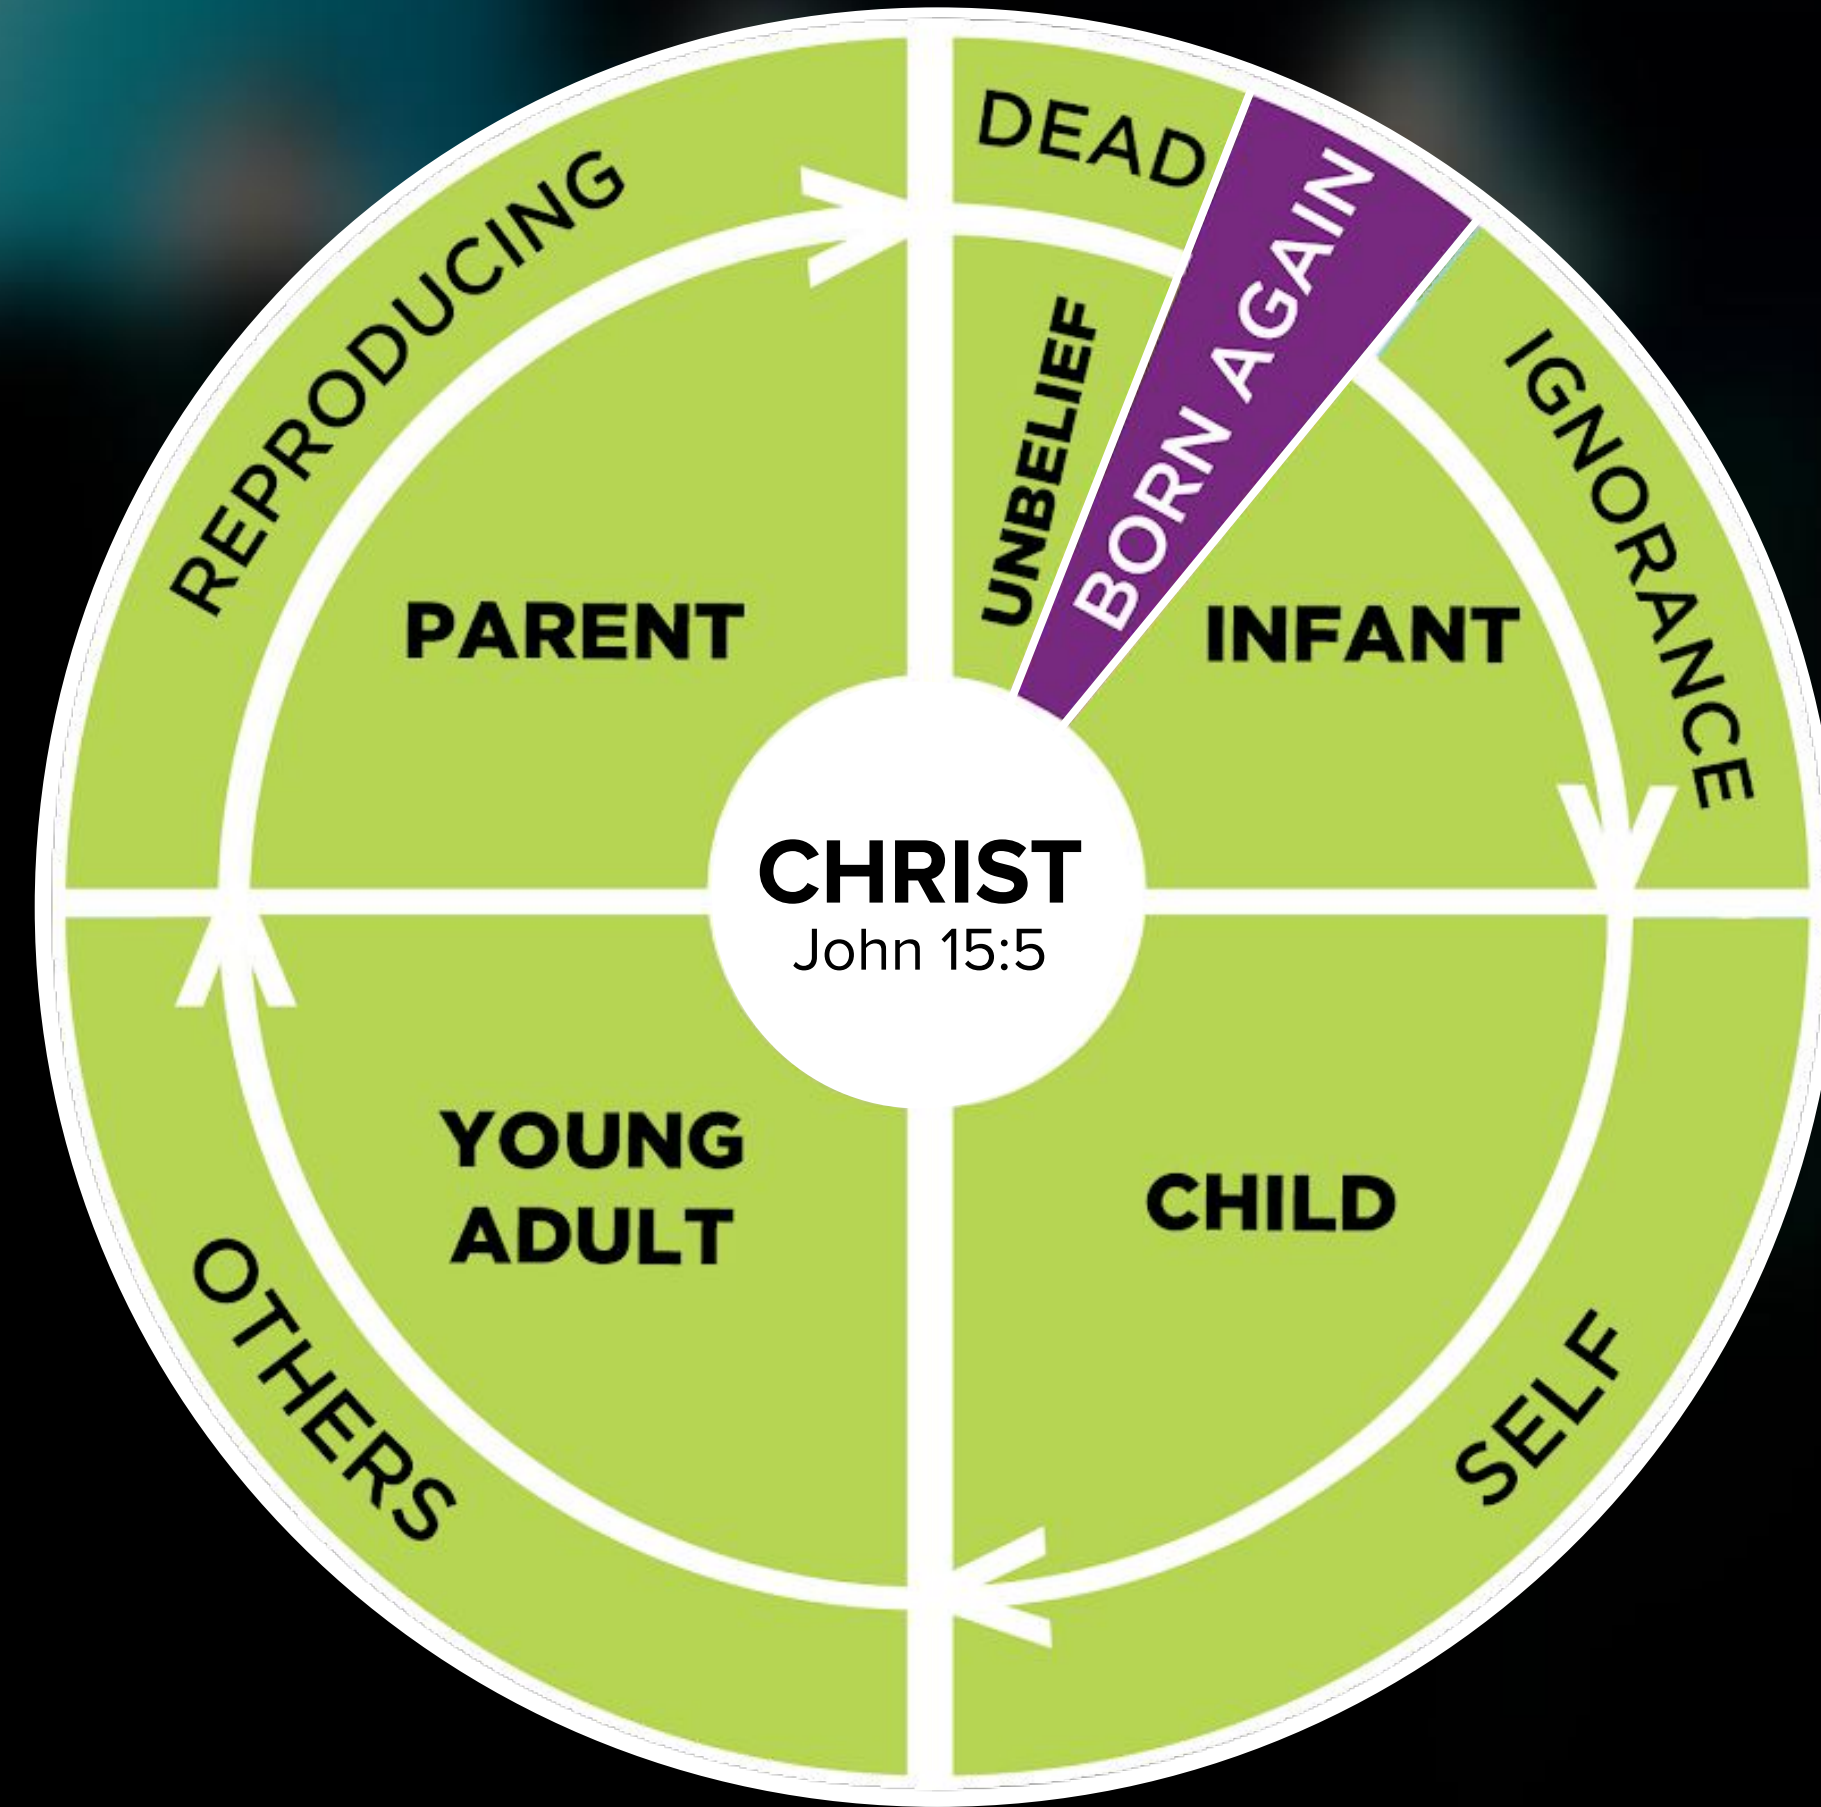 DEAD
UNBELIEF
BORN AGAIN
IGNORANCE
INFANT
CHILD
SELF
YOUNG
ADULT
OTHERS
PARENT
REPRODUCING
CHRIST
John 15:5